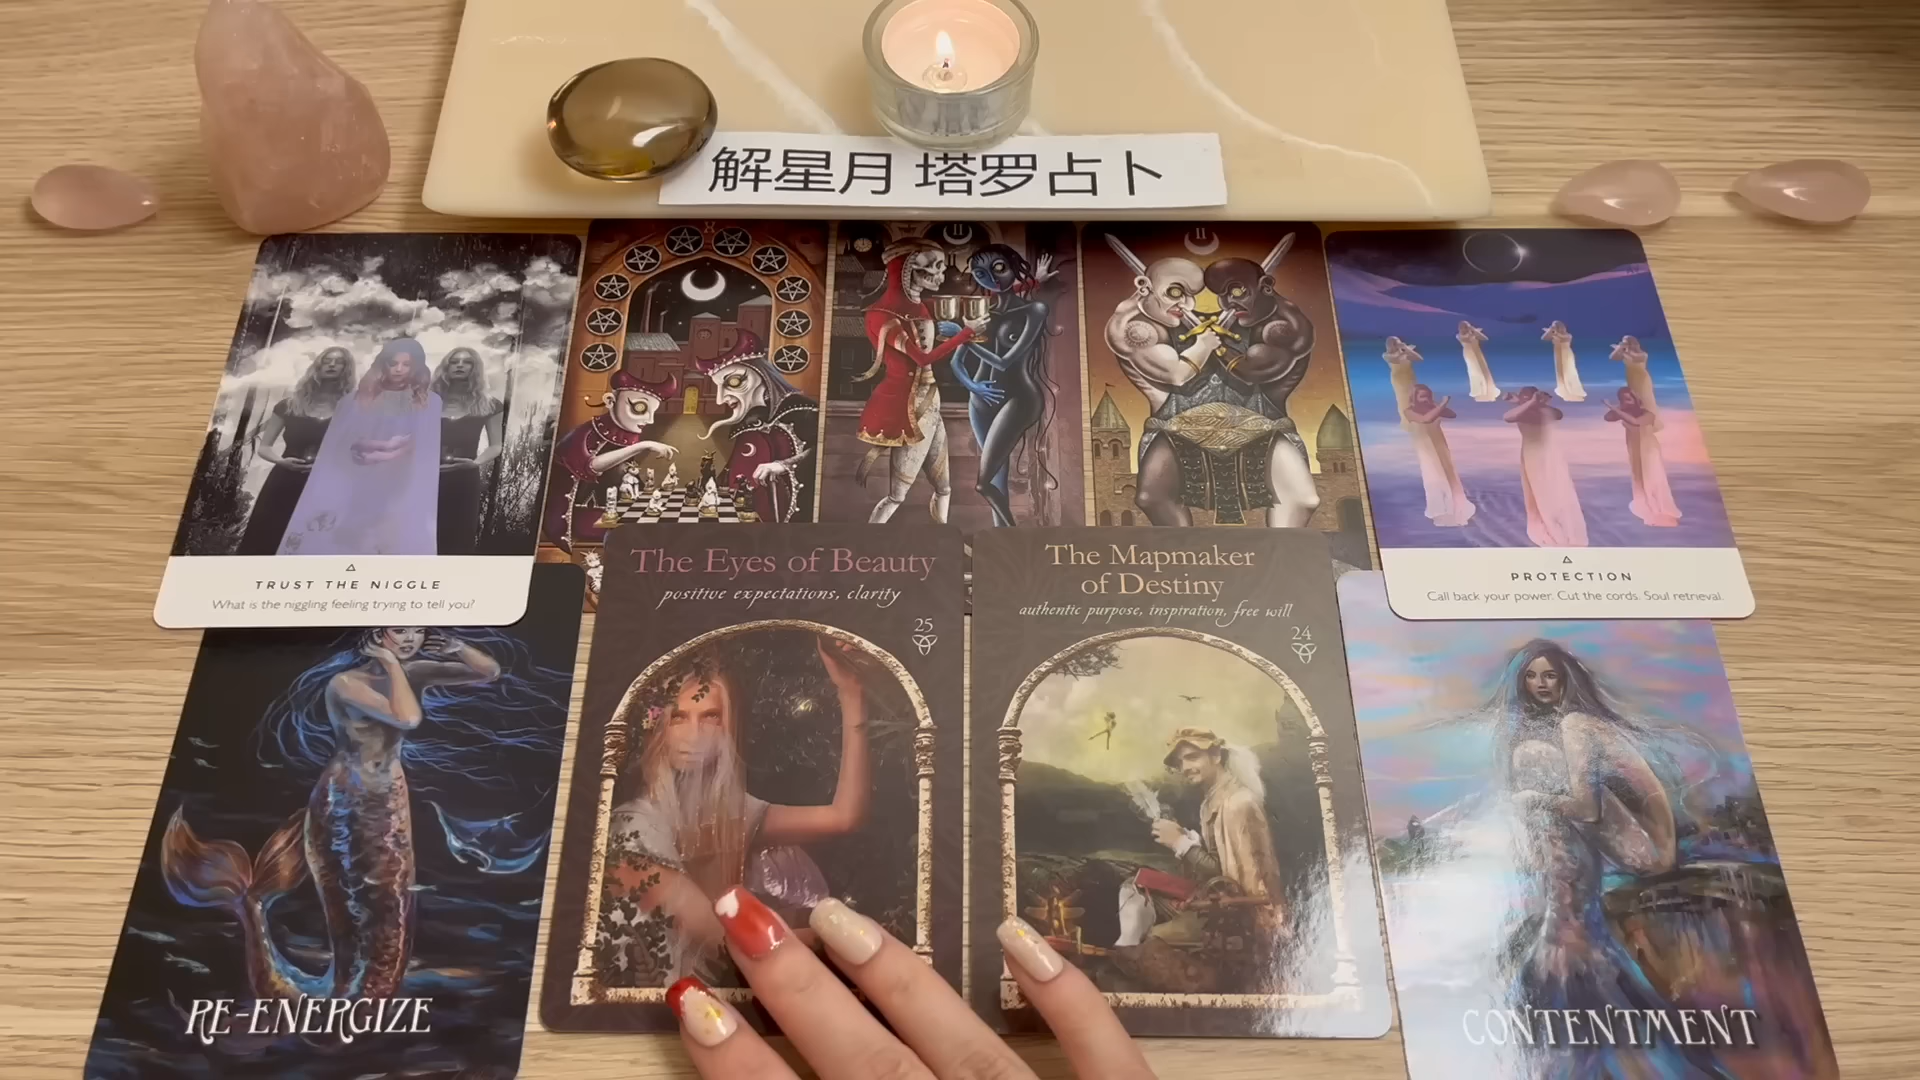 解星月 塔罗占卜
II
II
TRUST THE NIGGLE
What is the niggling feeling trying to tell you?
The Eyes of Beauty
positive expectations, clarity
25
The Mapmaker
of Destiny
authentic purpose, inspiration, free will
24
PROTECTION
Call back your power. Cut the cords. Soul retrieval.
RE-ENERGIZE
CONTENTMENT